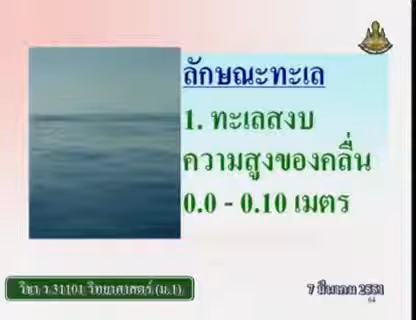 ลักษณะทะเล
1. ทะเลสงบ
ความสูงของคลื่น
0.0 - 0.10 เมตร
วิชา ว 31101 วิทยาศาสตร์ (ม.1)
7 มีนาคม 2551
64